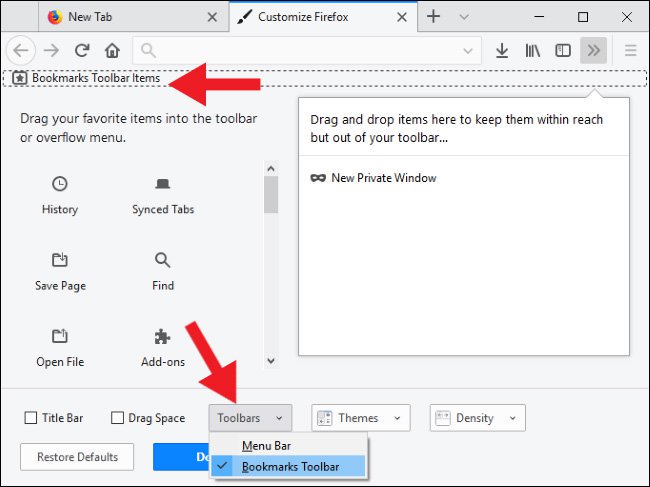 New Tab
Customize Firefox
Bookmarks Toolbar Items
Drag your favorite items into the toolbar
or overflow menu.
History
Synced Tabs
Save Page
Find
Open File
Add-ons
Drag and drop items here to keep them within reach
but out of your toolbar...
New Private Window
Title Bar
Drag Space
Toolbars
Themes
Density
Menu Bar
Bookmarks Toolbar
Restore Defaults